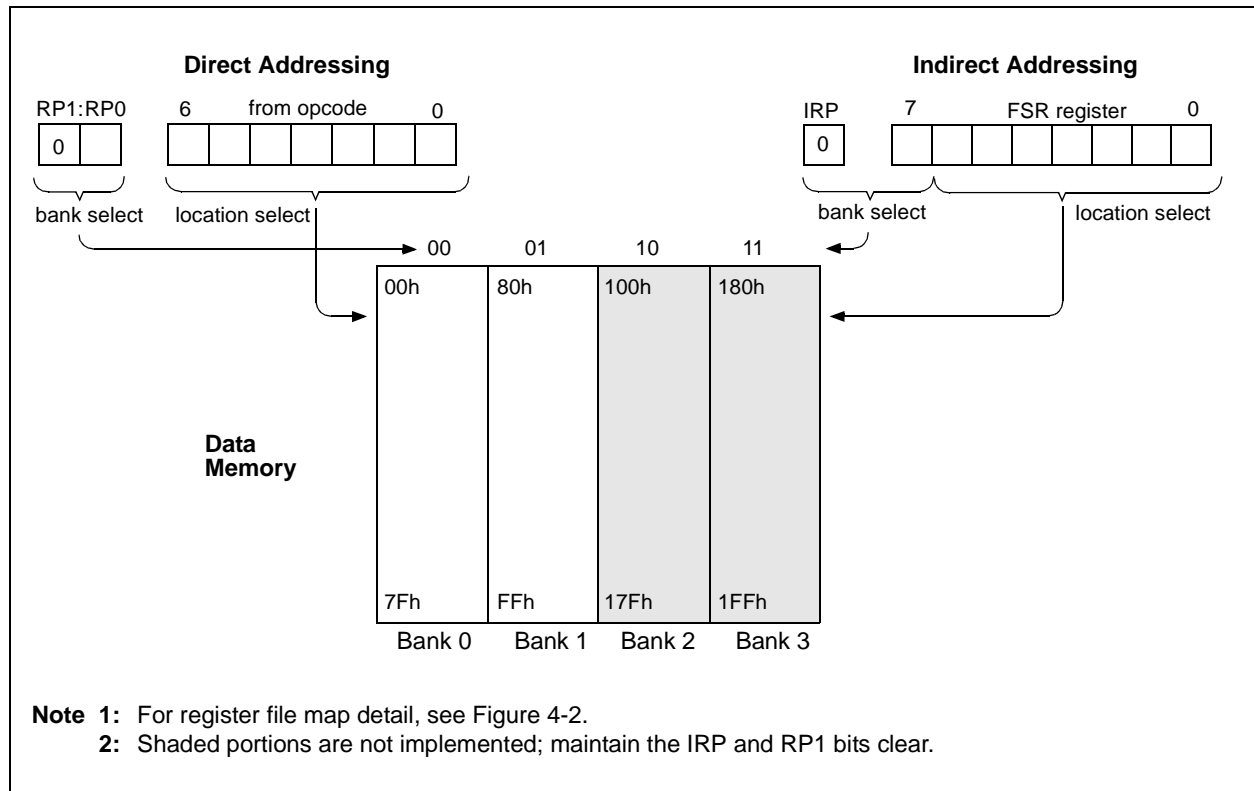 Direct Addressing
Indirect Addressing
RP1:RP0 6 from opcode 0
IRP 7 FSR register 0
0
0
bank select location select
bank select location select
00 01 10 11
00h 80h 100h 180h
Data
Memory
7Fh FFh 17Fh 1FFh
Bank 0 Bank 1 Bank 2 Bank 3
Note 1: For register file map detail, see Figure 4-2.
2: Shaded portions are not implemented; maintain the IRP and RP1 bits clear.